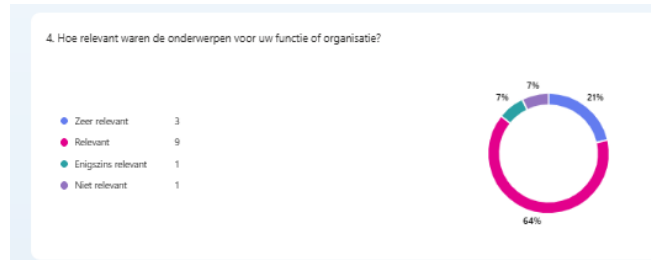 4. Hoe relevant waren de onderwerpen voor uw functie of organisatie?
Zeer relevant 3
Relevant 9
Enigszins relevant 1
Niet relevant 1
7%
7%
21%
64%